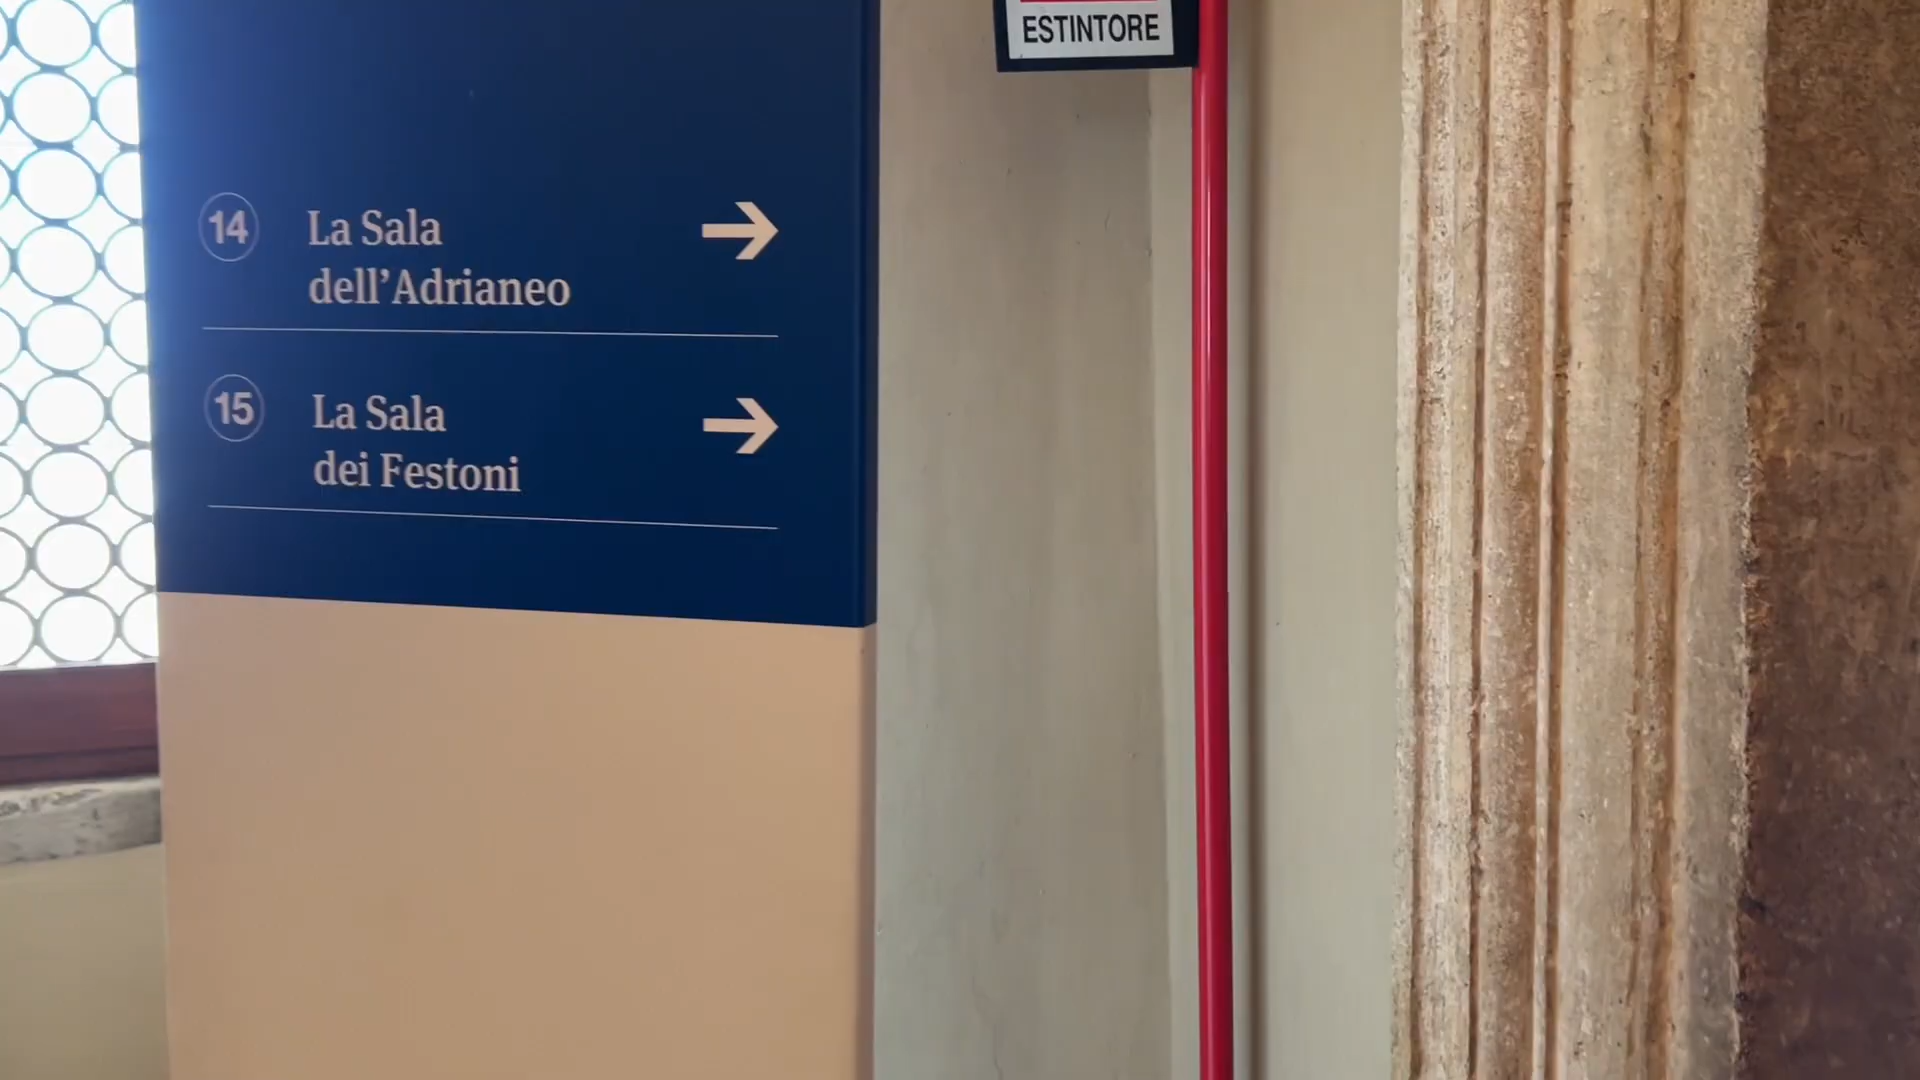 ESTINTORE
14 La Sala
dell’Adrianeo
15 La Sala
dei Festoni